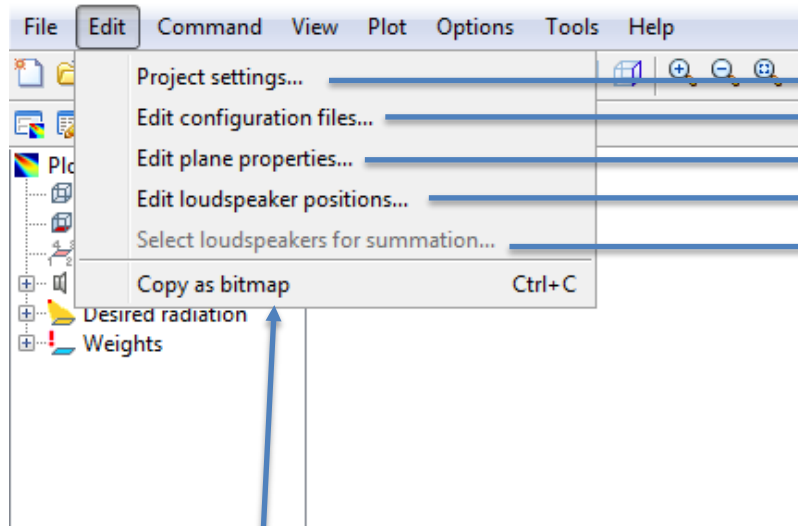 File Edit Command View Plot Options Tools Help
Project settings...
Edit configuration files...
Edit plane properties...
Edit loudspeaker positions...
Select loudspeakers for summation...
Copy as bitmap Ctrl+C
Desired radiation
Weights